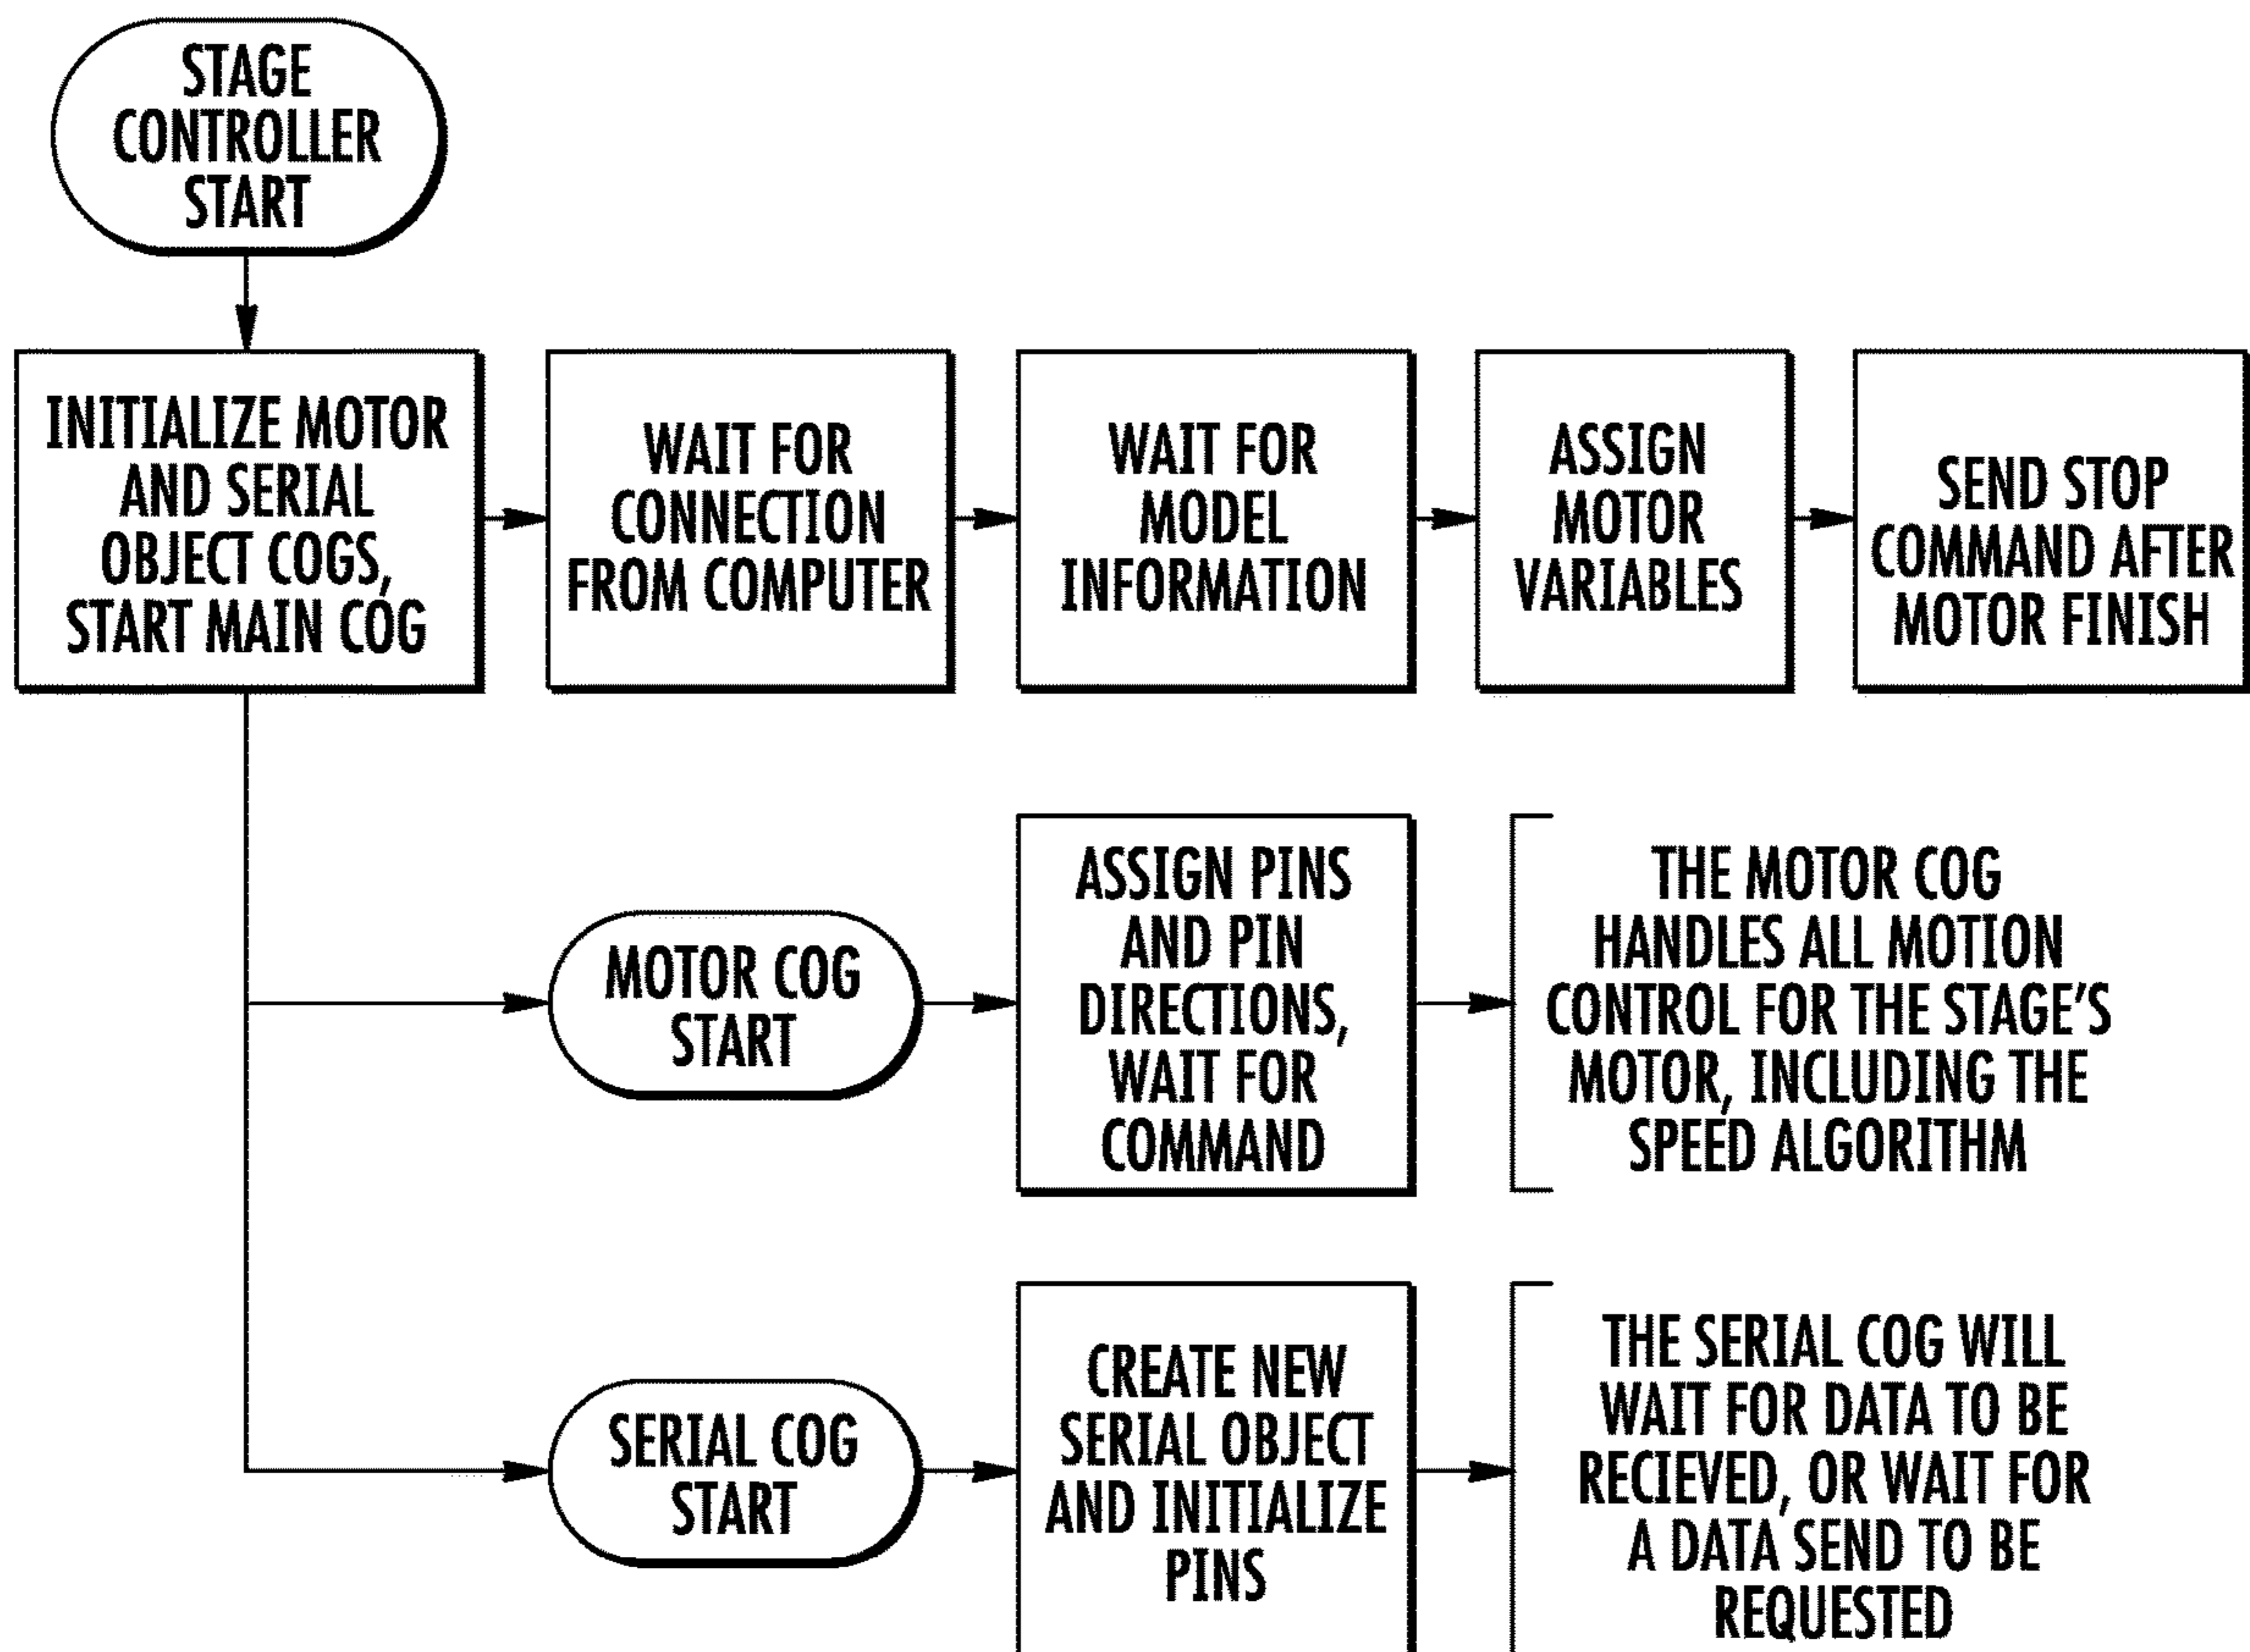 STAGE
CONTROLLER
START
INITIALIZE MOTOR
AND SERIAL
OBJECT COGS,
START MAIN COG
WAIT FOR
CONNECTION
FROM COMPUTER
WAIT FOR
MODEL
INFORMATION
ASSIGN
MOTOR
VARIABLES
SEND STOP
COMMAND AFTER
MOTOR FINISH
MOTOR COG
START
ASSIGN PINS
AND PIN
DIRECTIONS,
WAIT FOR
COMMAND
THE MOTOR COG
HANDLES ALL MOTION
CONTROL FOR THE STAGE'S
MOTOR, INCLUDING THE
SPEED ALGORITHM
SERIAL COG
START
CREATE NEW
SERIAL OBJECT
AND INITIALIZE
PINS
THE SERIAL COG WILL
WAIT FOR DATA TO BE
RECIEVED, OR WAIT FOR
A DATA SEND TO BE
REQUESTED